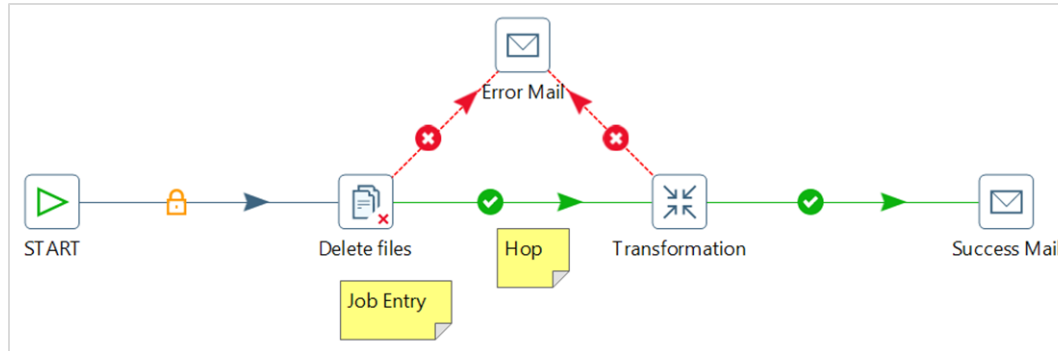 Error Mail
START
Delete files
Hop
Transformation
Success Mail
Job Entry